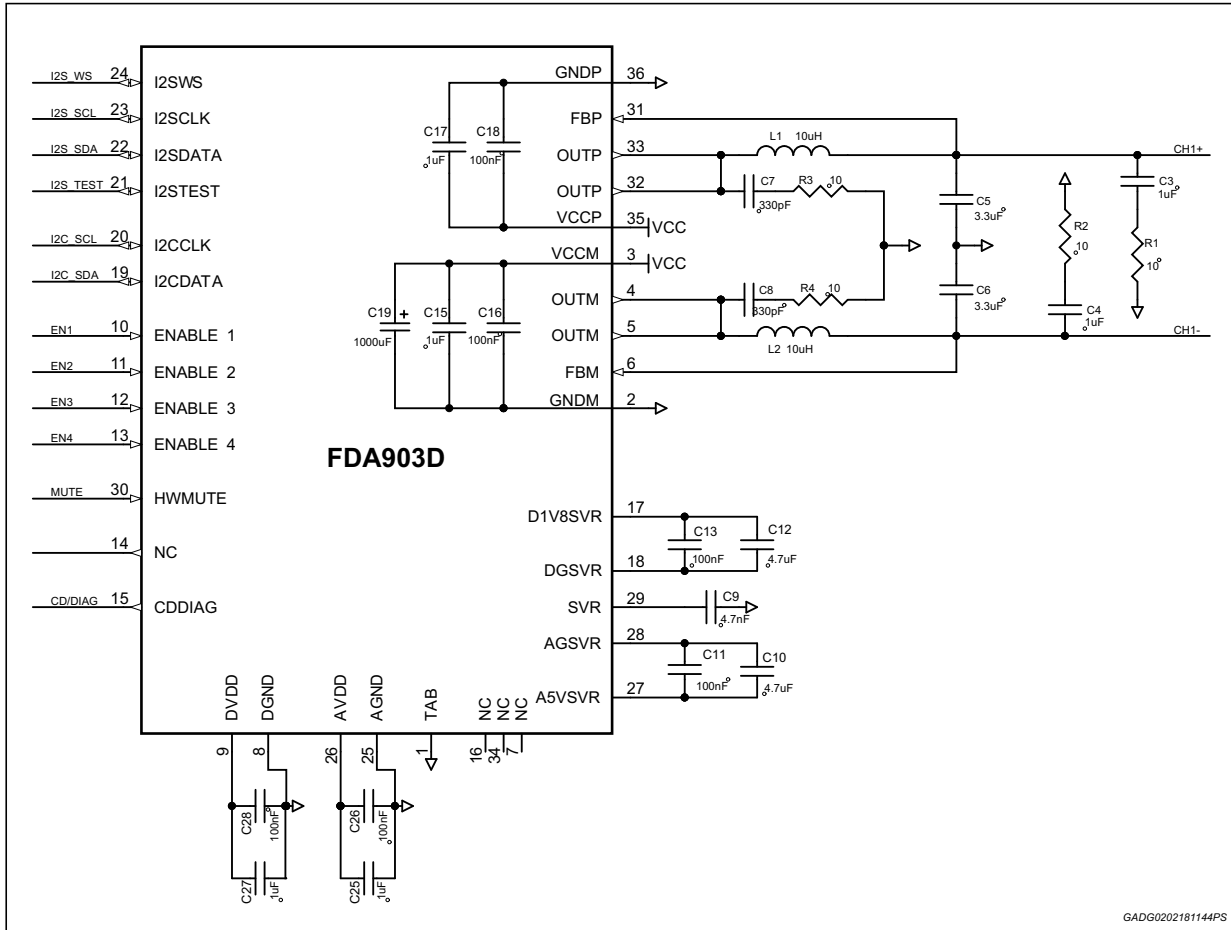 I2S_WS 24 I2SWS
I2S_SCL 23 I2SCLK
I2S_SDA 22 I2SDATA
I2S_TEST 21 I2STEST
I2C_SCL 20 I2CCLK
I2C_SDA 19 I2CDATA
EN1 10 ENABLE 1
EN2 11 ENABLE 2
EN3 12 ENABLE 3
EN4 13 ENABLE 4
MUTE 30 HWMUTE
14 NC
CD/DIAG 15 CDDIAG
FDA903D
GNDP 36
FBP 31
OUTP 33
OUTP 32
VCCP 35 VCC
VCCM 3 VCC
OUTM 4
OUTM 5
FBM 6
GNDM 2
D1V8SVR 17
DGSVR 18
SVR 29
AGSVR 28
A5VSVR 27
C17
1uF
C18
100nF
C19 +
1000uF
C15
1uF
C16
100nF
L1 10uH
C7
330pF
R3 10
C8
330pF
R4 10
L2 10uH
C5
3.3uF
C6
3.3uF
R2
10
C4
1uF
C3
1uF
R1
10
CH1+
CH1-
C13
100nF
C12
4.7uF
C9
4.7nF
C11
100nF
C10
4.7uF
DVDD 9
DGND 8
AVDD 26
AGND 25
TAB 1
NC 16
NC 34
NC 7
C28
100nF
C27
1uF
C26
100nF
C25
1uF
GADG0202181144PS